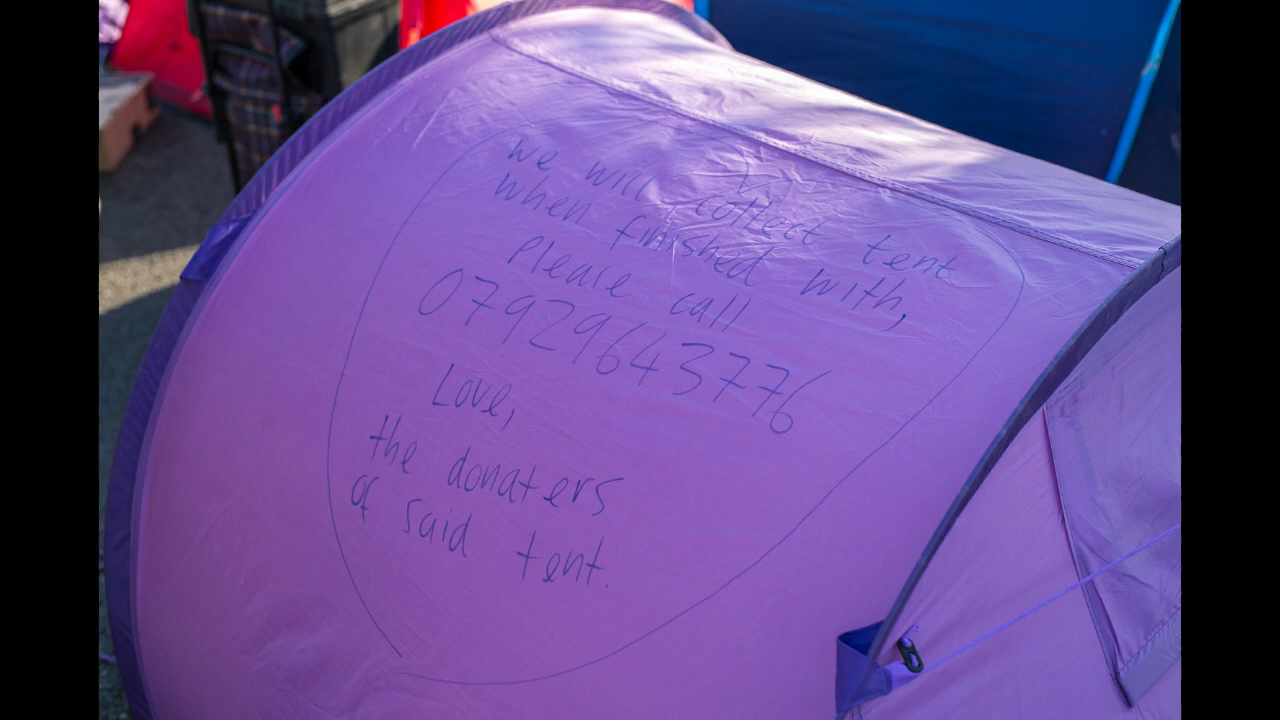 we will collect tent
when finished with,
Please call
07929643776
Love,
the donaters
of said tent.